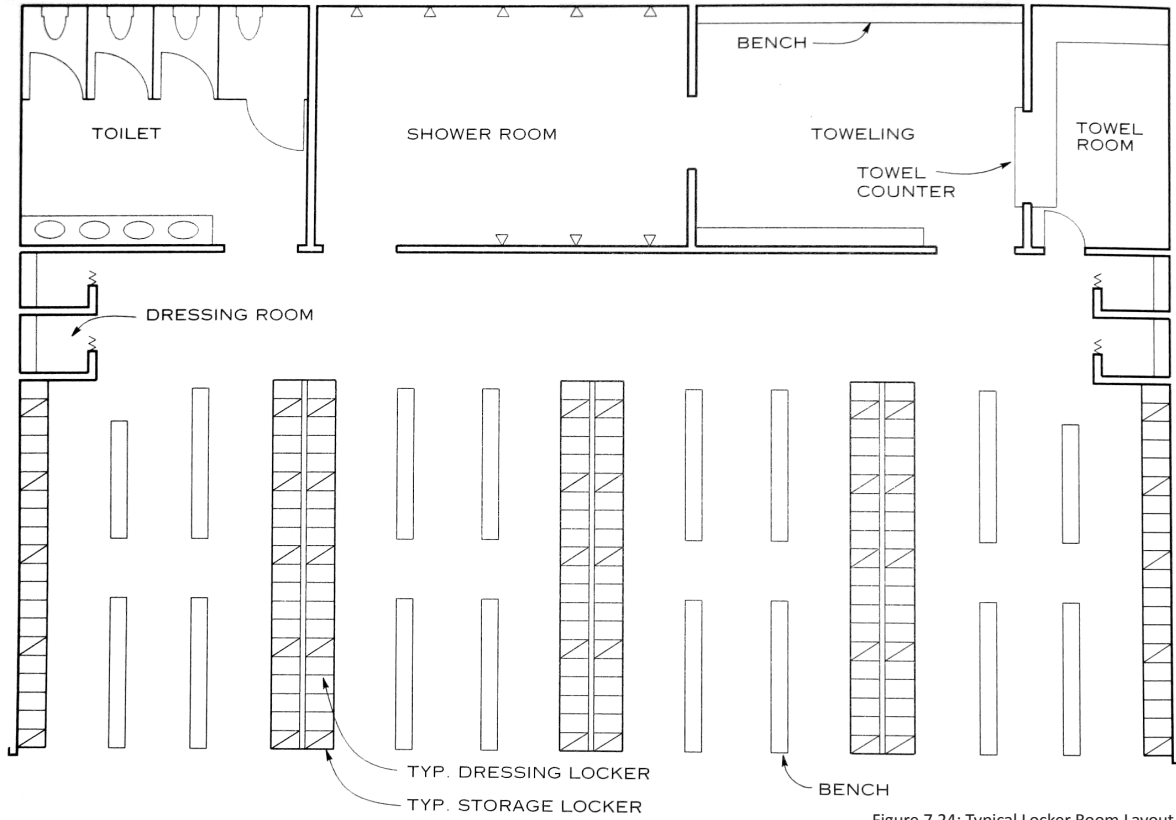 BENCH
TOILET
SHOWER ROOM
TOWELING
TOWEL
ROOM
TOWEL
COUNTER
DRESSING ROOM
TYP. DRESSING LOCKER
BENCH
TYP. STORAGE LOCKER
Figure 7.24: Typical Locker Room Layout